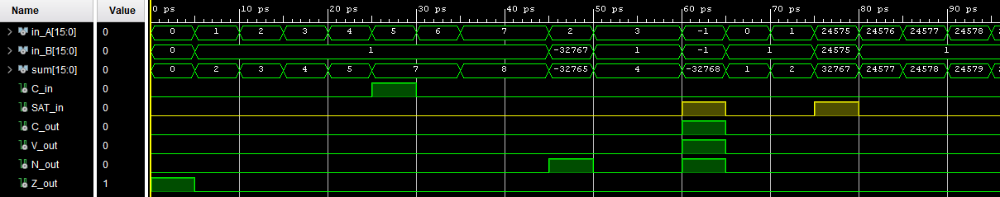 Name Value 0 ps 10 ps 20 ps 30 ps 40 ps 50 ps 60 ps 70 ps 80 ps 90 ps
in_A[15:0] 0 0 1 2 3 4 5 6 7 2 3 -1 0 1 24575 24576 24577 24578
in_B[15:0] 0 0 1 -32767 1 -1 1 24575 1
sum[15:0] 0 0 2 3 4 5 7 8 -32765 4 -32768 1 2 32767 24577 24578 24579
C_in 0
SAT_in 0
C_out 0
V_out 0
N_out 0
Z_out 1